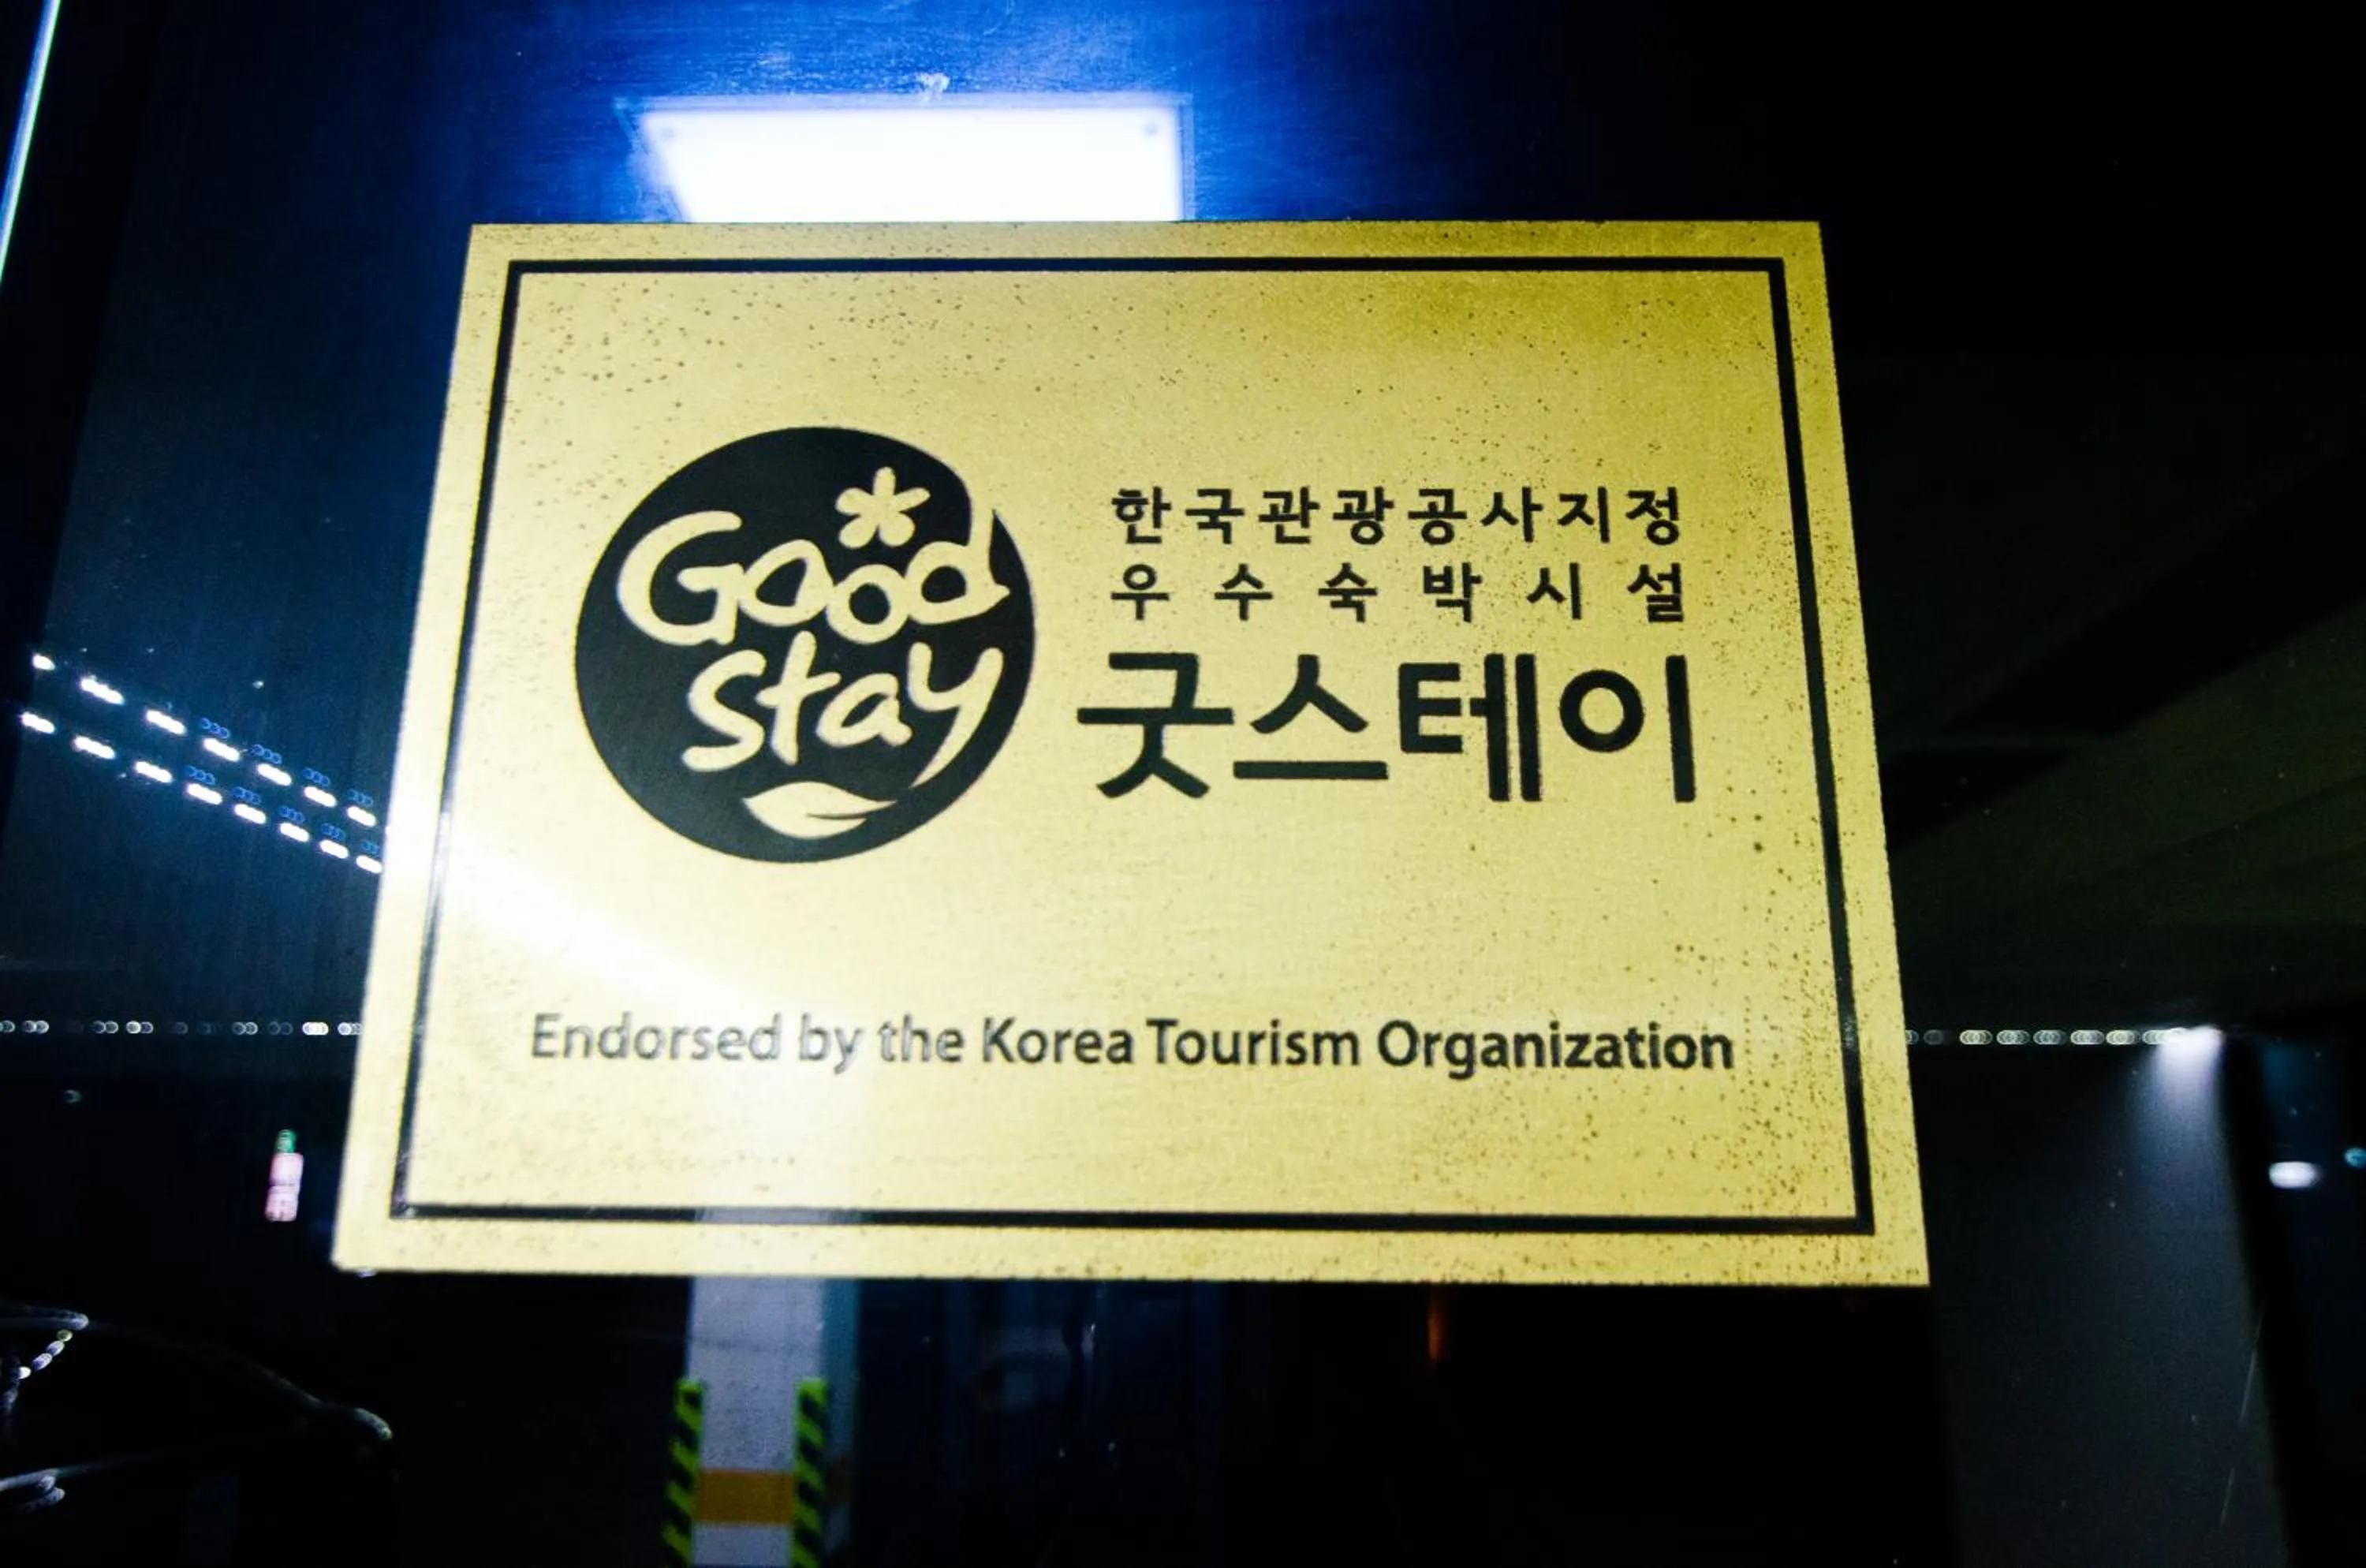 Good
stay
한국관광공사지정
우수숙박시설
굿스테이
Endorsed by the Korea Tourism Organization